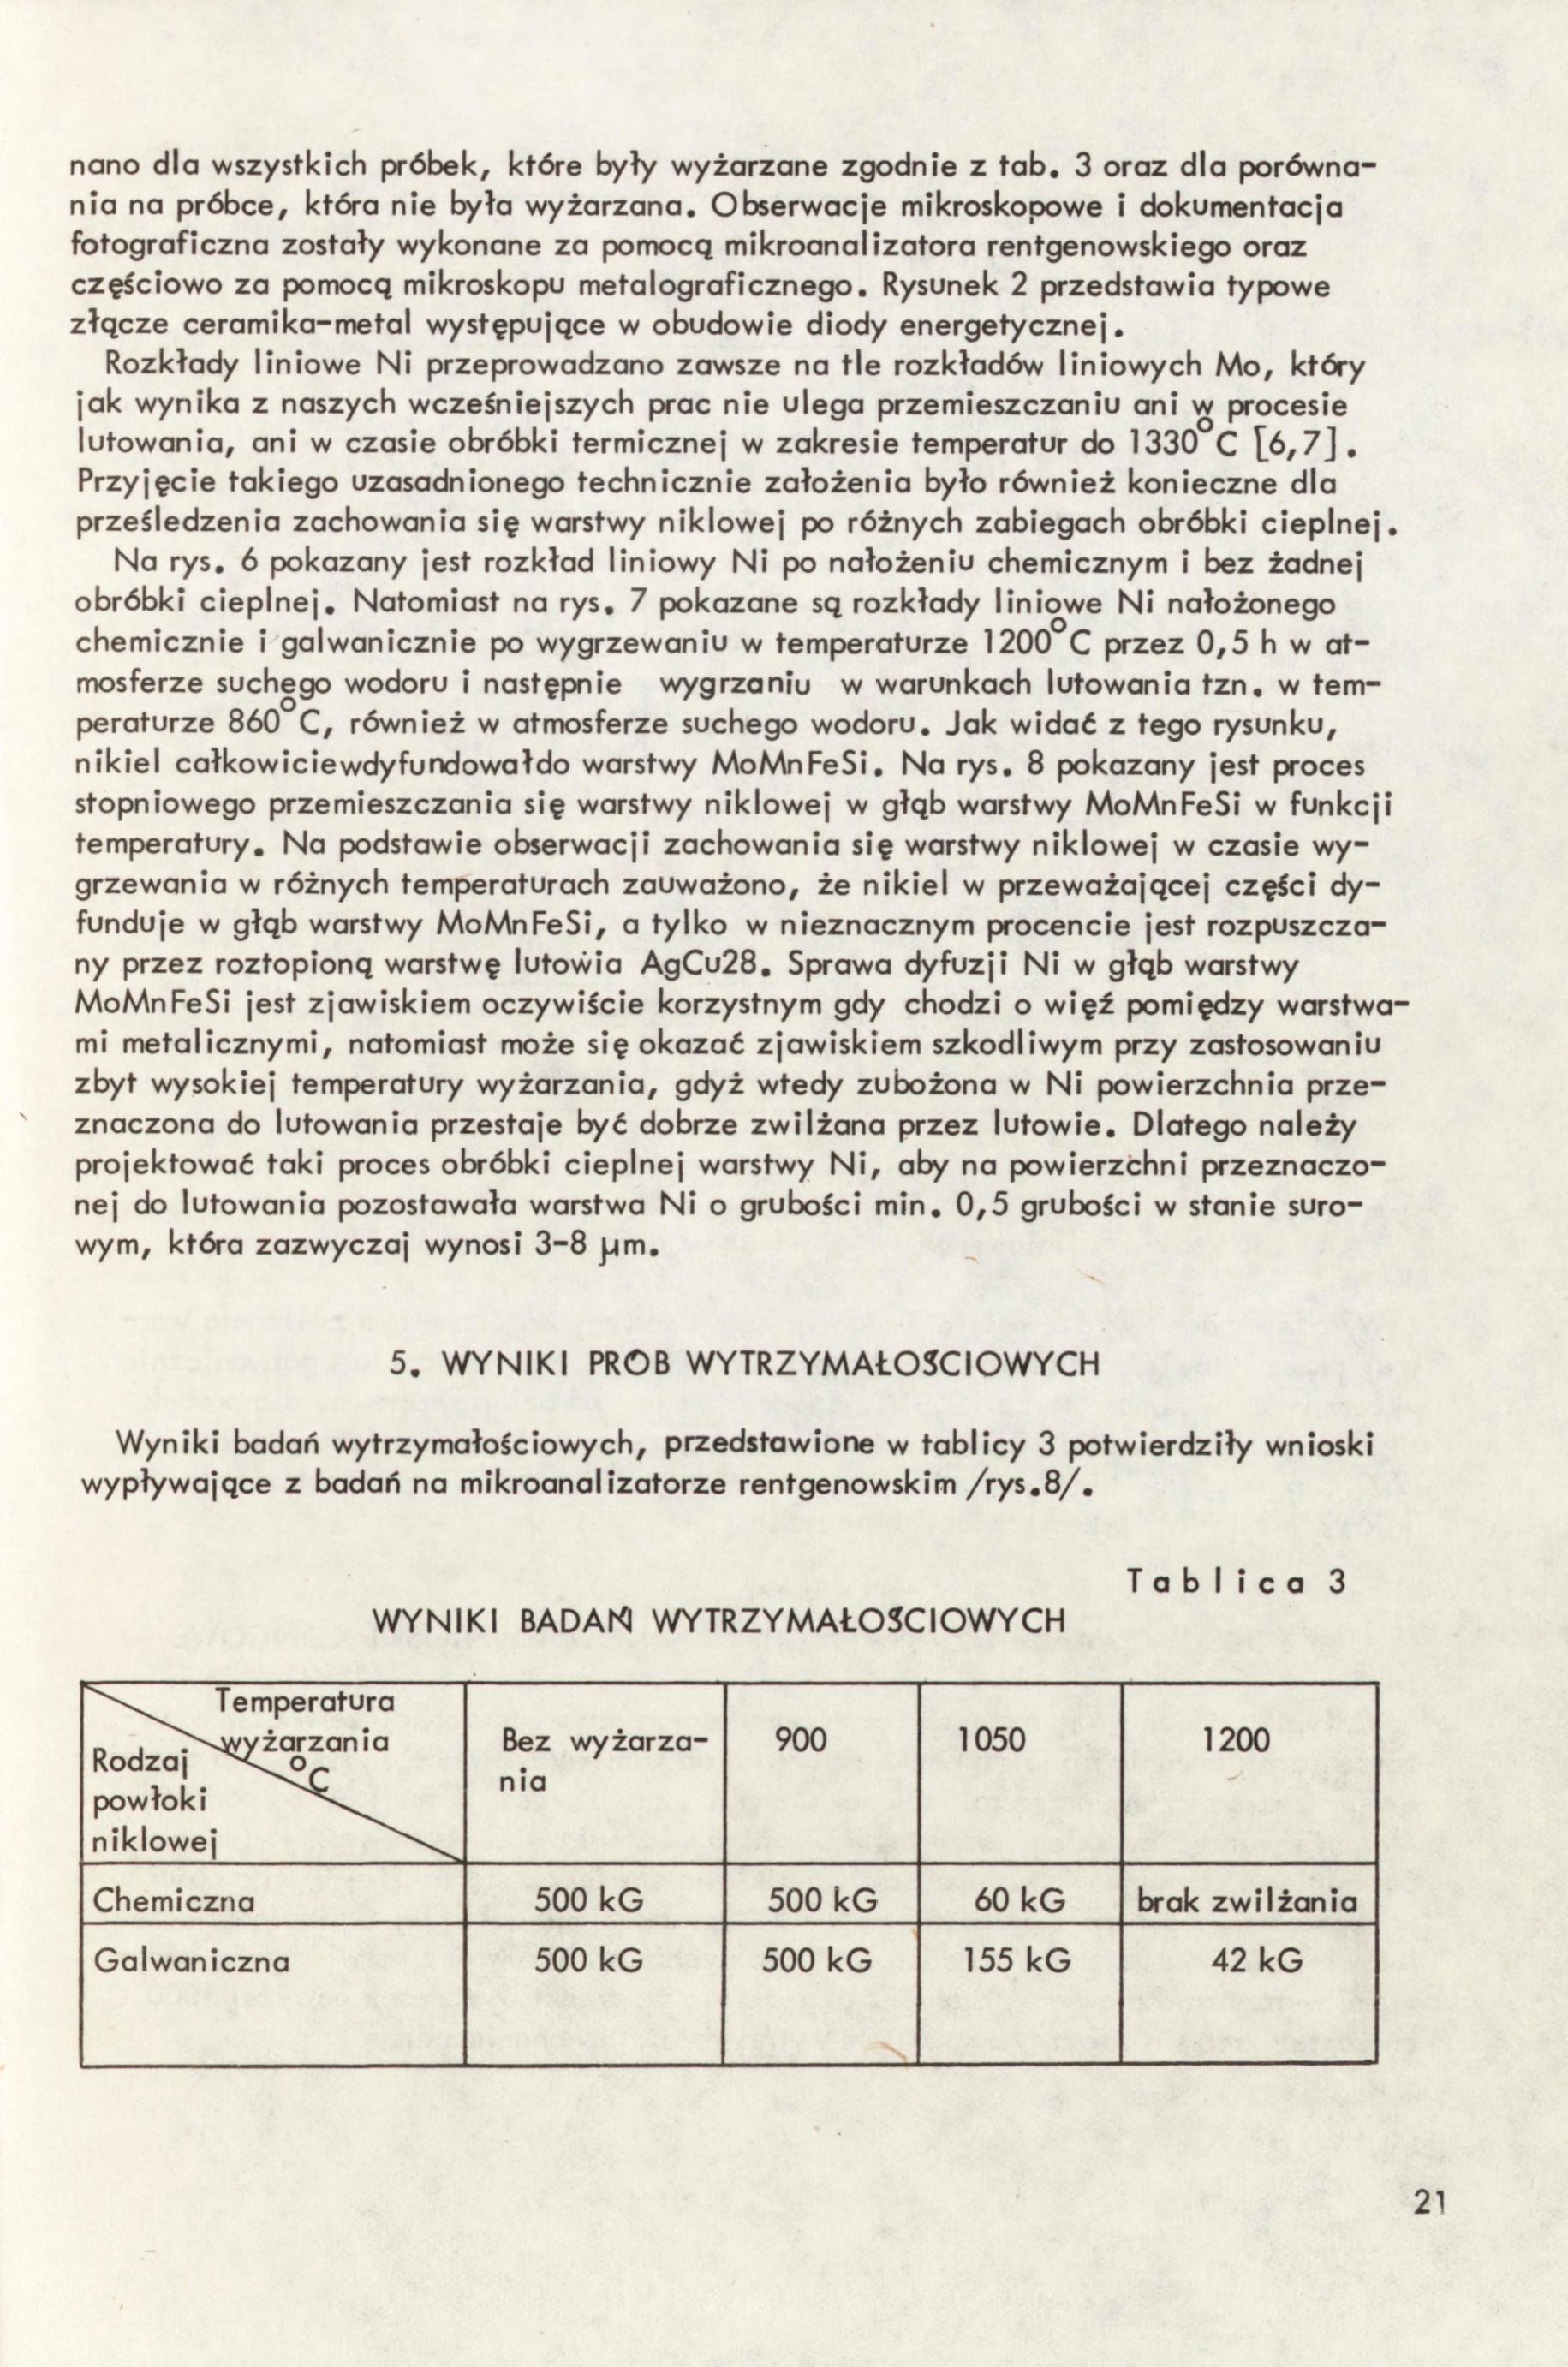 nano dla wszystkich próbek, które były wyżarzane zgodnie z tab. 3 oraz dla porówna-
nia na próbce, która nie była wyżarzana. Obserwacje mikroskopowe i dokumentacja
fotograficzna zostały wykonane za pomocą mikroanalizatora rentgenowskiego oraz
częściowo za pomocą mikroskopu metalograficznego. Rysunek 2 przedstawia typowe
złącze ceramika-metal występujące w obudowie diody energetycznej.
Rozkłady liniowe Ni przeprowadzano zawsze na tle rozkładów liniowych Mo, który
jak wynika z naszych wcześniejszych prac nie ulega przemieszczaniu ani w procesie
lutowania, ani w czasie obróbki termicznej w zakresie temperatur do 1330°C [6,7].
Przyjęcie takiego uzasadnionego technicznie założenia było również konieczne dla
prześledzenia zachowania się warstwy niklowej po różnych zabiegach obróbki cieplnej.
Na rys. 6 pokazany jest rozkład liniowy Ni po nałożeniu chemicznym i bez żadnej
obróbki cieplnej. Natomiast na rys. 7 pokazane są rozkłady liniowe Ni nałożonego
chemicznie i galwanicznie po wygrzewaniu w temperaturze 1200°C przez 0,5 h w at-
mosferze suchego wodoru i następnie wygrzaniu w warunkach lutowania tzn. w tem-
peraturze 860°C, również w atmosferze suchego wodoru. Jak widać z tego rysunku,
nikiel całkowiciewdyfundowałdo warstwy MoMnFeSi. Na rys. 8 pokazany jest proces
stopniowego przemieszczania się warstwy niklowej w głąb warstwy MoMnFeSi w funkcji
temperatury. Na podstawie obserwacji zachowania się warstwy niklowej w czasie wy-
grzewania w różnych temperaturach zauważono, że nikiel w przeważającej części dy-
funduje w głąb warstwy MoMnFeSi, a tylko w nieznacznym procencie jest rozpuszcza-
ny przez roztopioną warstwę lutowia AgCu28. Sprawa dyfuzji Ni w głąb warstwy
MoMnFeSi jest zjawiskiem oczywiście korzystnym gdy chodzi o więź pomiędzy warstwa-
mi metalicznymi, natomiast może się okazać zjawiskiem szkodliwym przy zastosowaniu
zbyt wysokiej temperatury wyżarzania, gdyż wtedy zubożona w Ni powierzchnia prze-
znaczona do lutowania przestaje być dobrze zwilżana przez lutowie. Dlatego należy
projektować taki proces obróbki cieplnej warstwy Ni, aby na powierzchni przeznaczo-
nej do lutowania pozostawała warstwa Ni o grubości min. 0,5 grubości w stanie suro-
wym, która zazwyczaj wynosi 3-8 µm.
5. WYNIKI PRÓB WYTRZYMAŁOŚCIOWYCH
Wyniki badań wytrzymałościowych, przedstawione w tablicy 3 potwierdziły wnioski
wypływające z badań na mikroanalizatorze rentgenowskim /rys.8/.
Tablica 3
WYNIKI BADAŃ WYTRZYMAŁOŚCIOWYCH
Temperatura
wyżarzania
°C
Rodzaj
powłoki
niklowej
Bez wyżarza-
nia
900
1050
1200
Chemiczna 500 kG 500 kG 60 kG brak zwilżania
Galwaniczna 500 kG 500 kG 155 kG 42 kG
21